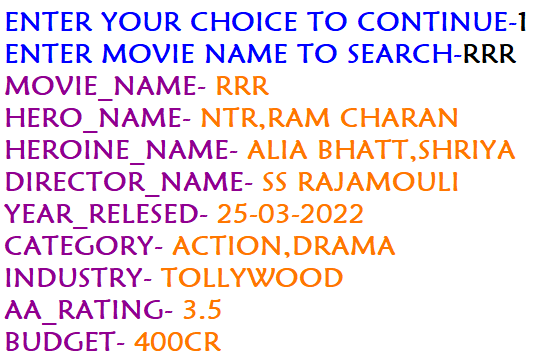 ENTER YOUR CHOICE TO CONTINUE-1
ENTER MOVIE NAME TO SEARCH-RRR
MOVIE_NAME- RRR
HERO_NAME- NTR,RAM CHARAN
HEROINE_NAME- ALIA BHATT,SHRIYA
DIRECTOR_NAME- SS RAJAMOULI
YEAR_RELESED- 25-03-2022
CATEGORY- ACTION,DRAMA
INDUSTRY- TOLLYWOOD
AA_RATING- 3.5
BUDGET- 400CR